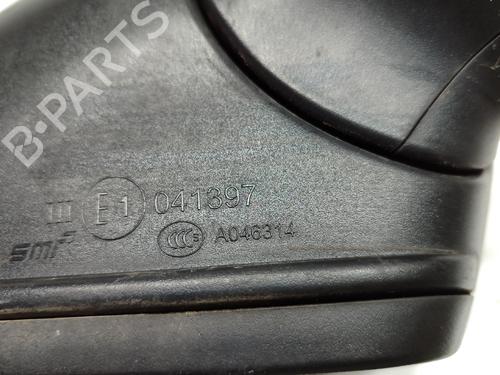 B-PARTS
III E1 041397
smr
CCC S A046314